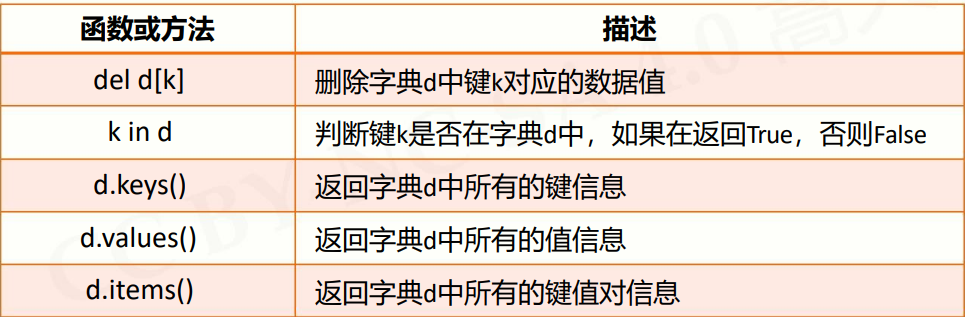 函数或方法 描述
del d[k] 删除字典d中键k对应的数据值
k in d 判断键k是否在字典d中，如果在返回True，否则False
d.keys() 返回字典d中所有的键信息
d.values() 返回字典d中所有的值信息
d.items() 返回字典d中所有的键值对信息